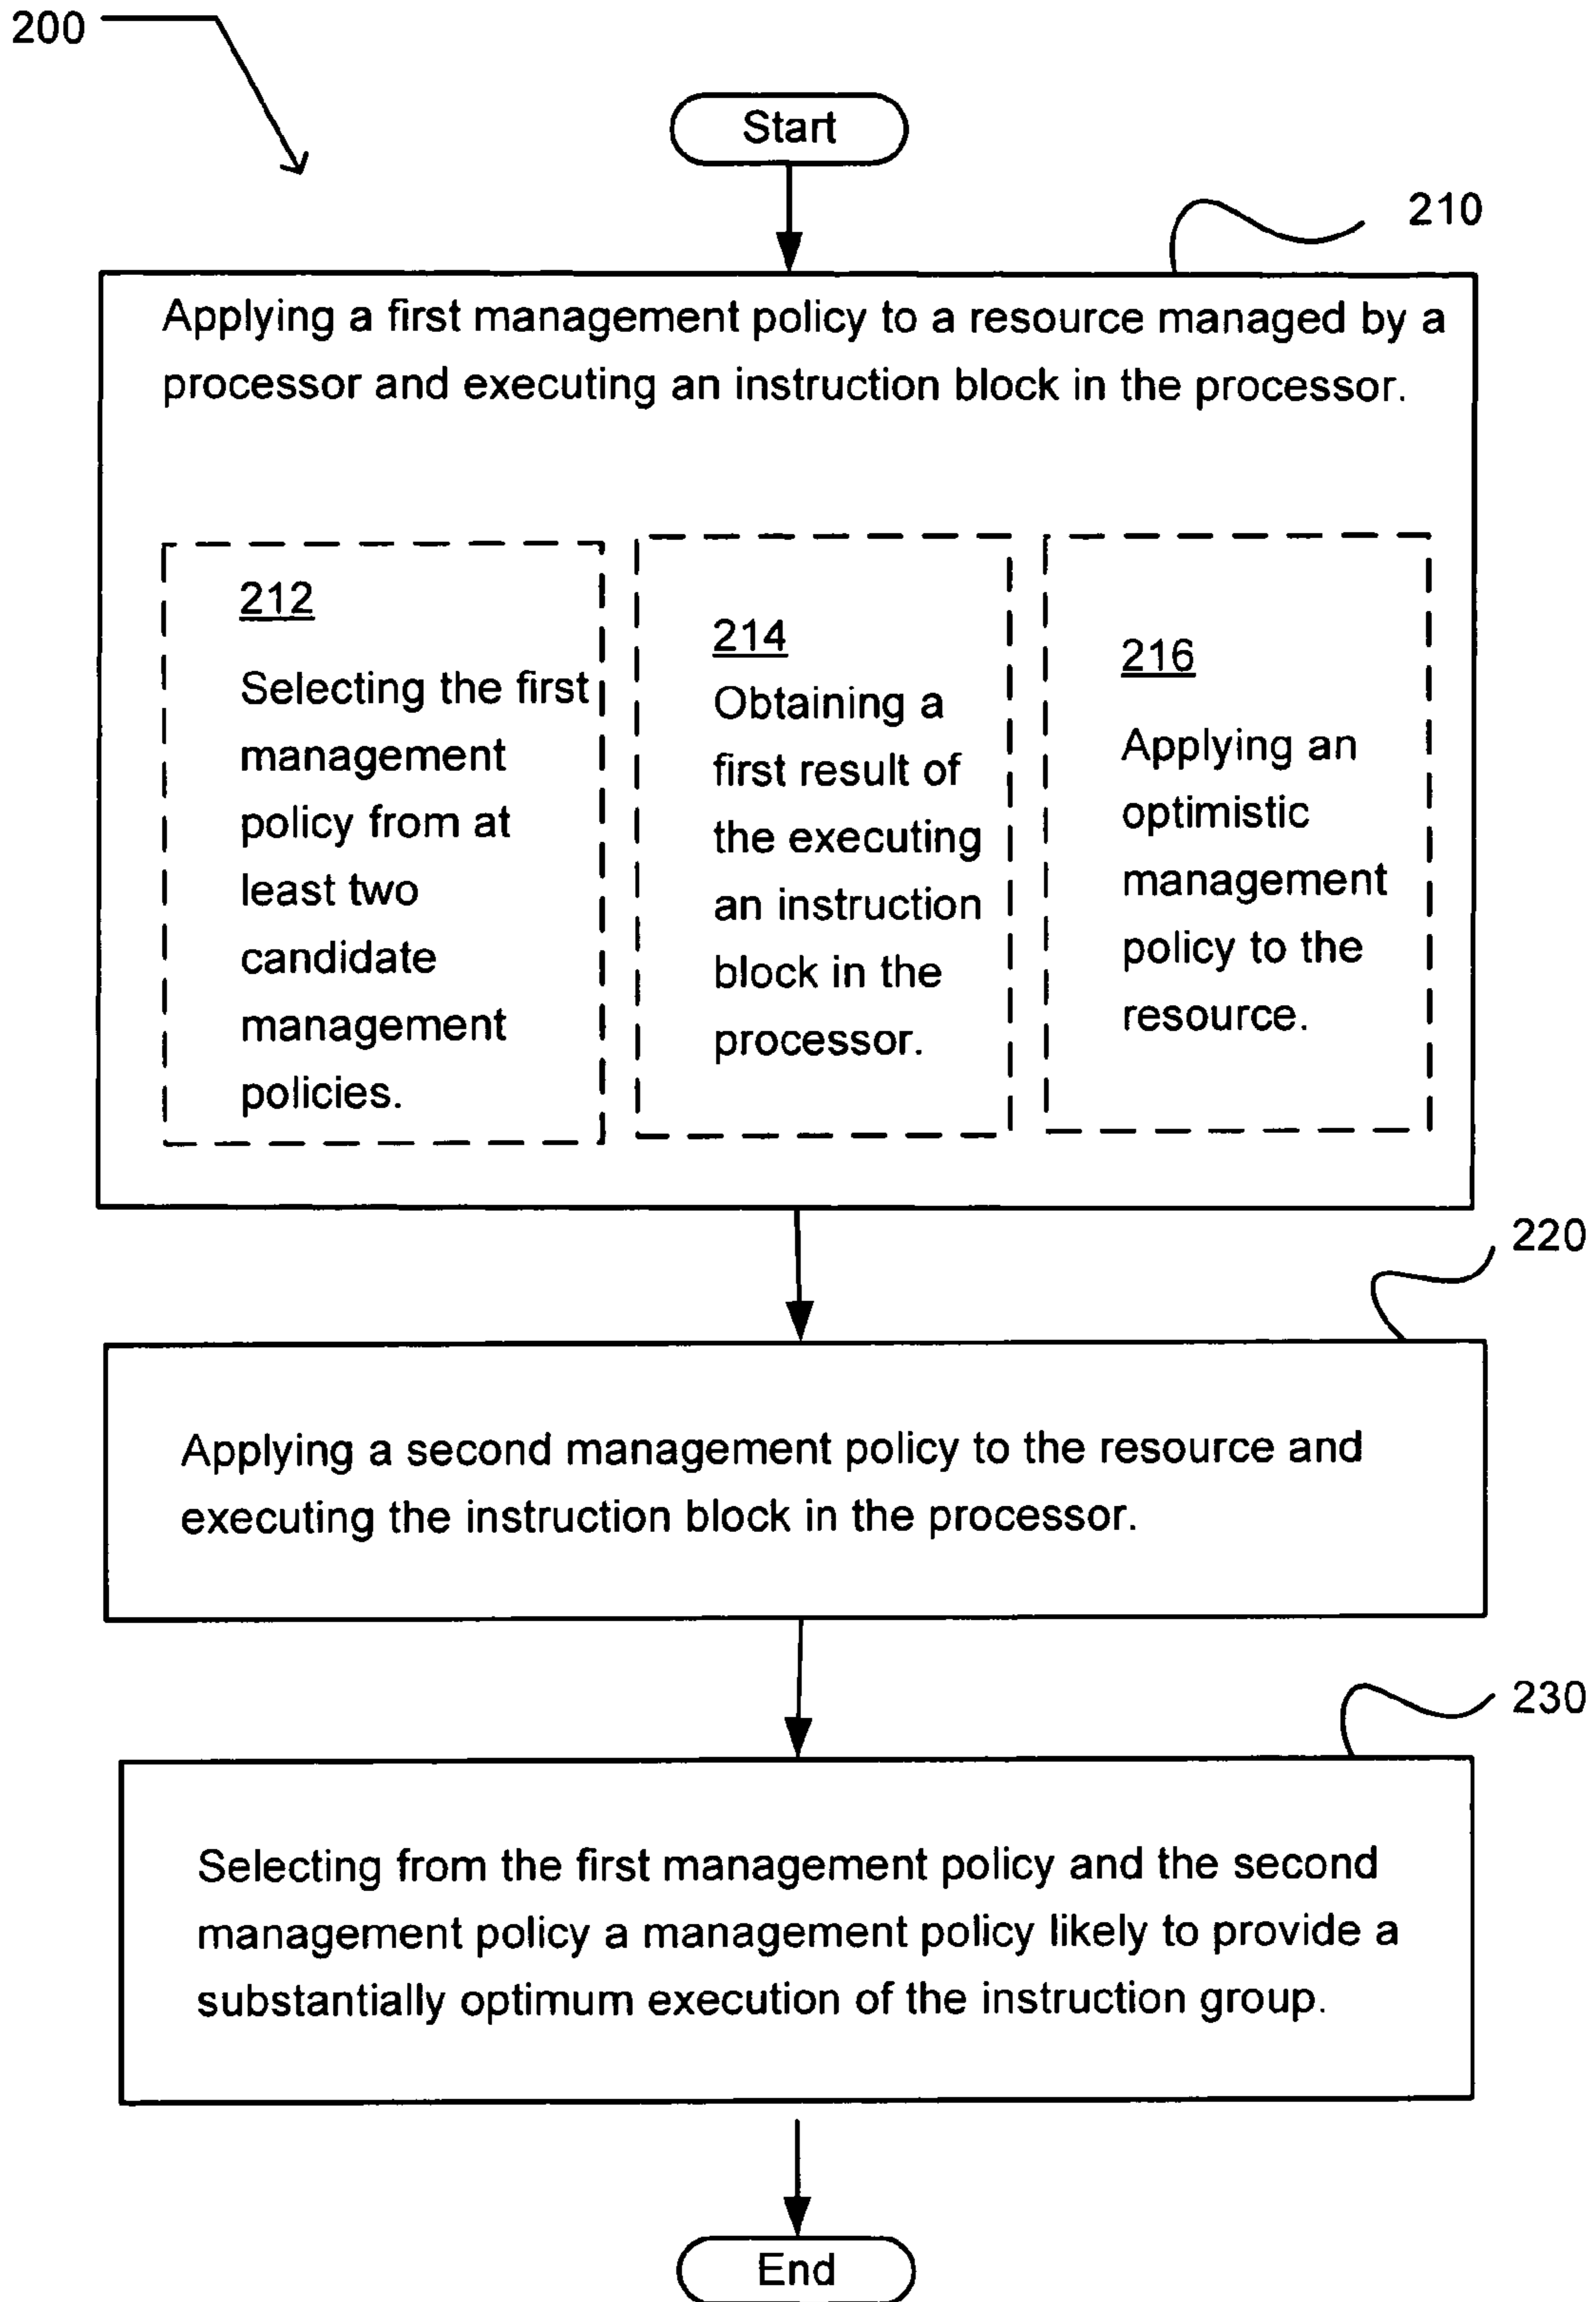 200
Start
210
Applying a first management policy to a resource managed by a
processor and executing an instruction block in the processor.
212
Selecting the first
management
policy from at
least two
candidate
management
policies.
214
Obtaining a
first result of
the executing
an instruction
block in the
processor.
216
Applying an
optimistic
management
policy to the
resource.
220
Applying a second management policy to the resource and
executing the instruction block in the processor.
230
Selecting from the first management policy and the second
management policy a management policy likely to provide a
substantially optimum execution of the instruction group.
End